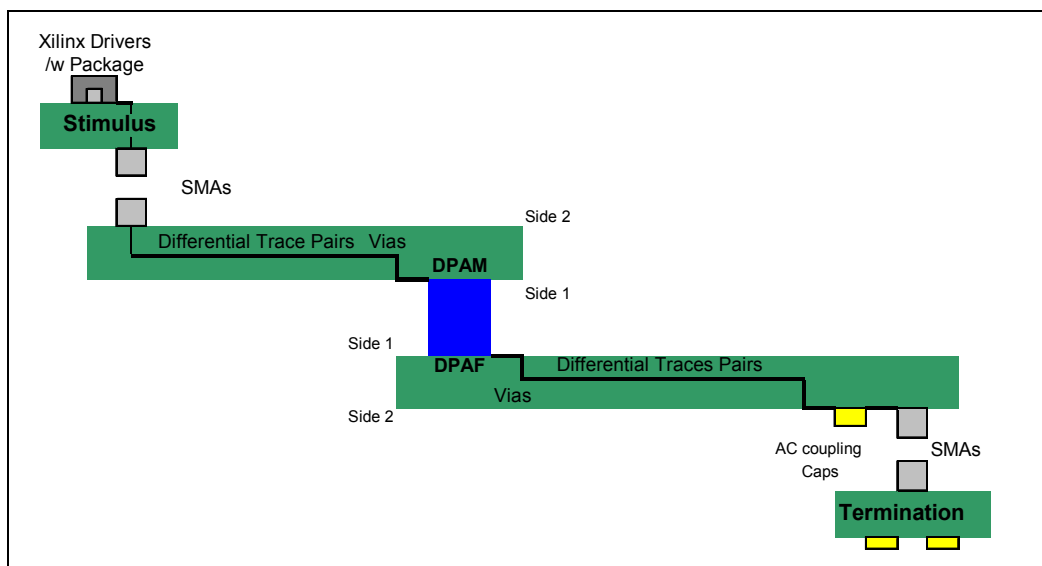 Xilinx Drivers
/w Package
Stimulus
SMAs
Side 2
Differential Trace Pairs Vias
DPAM
Side 1
Side 1
DPAF
Differential Traces Pairs
Vias
Side 2
AC coupling
Caps
SMAs
Termination